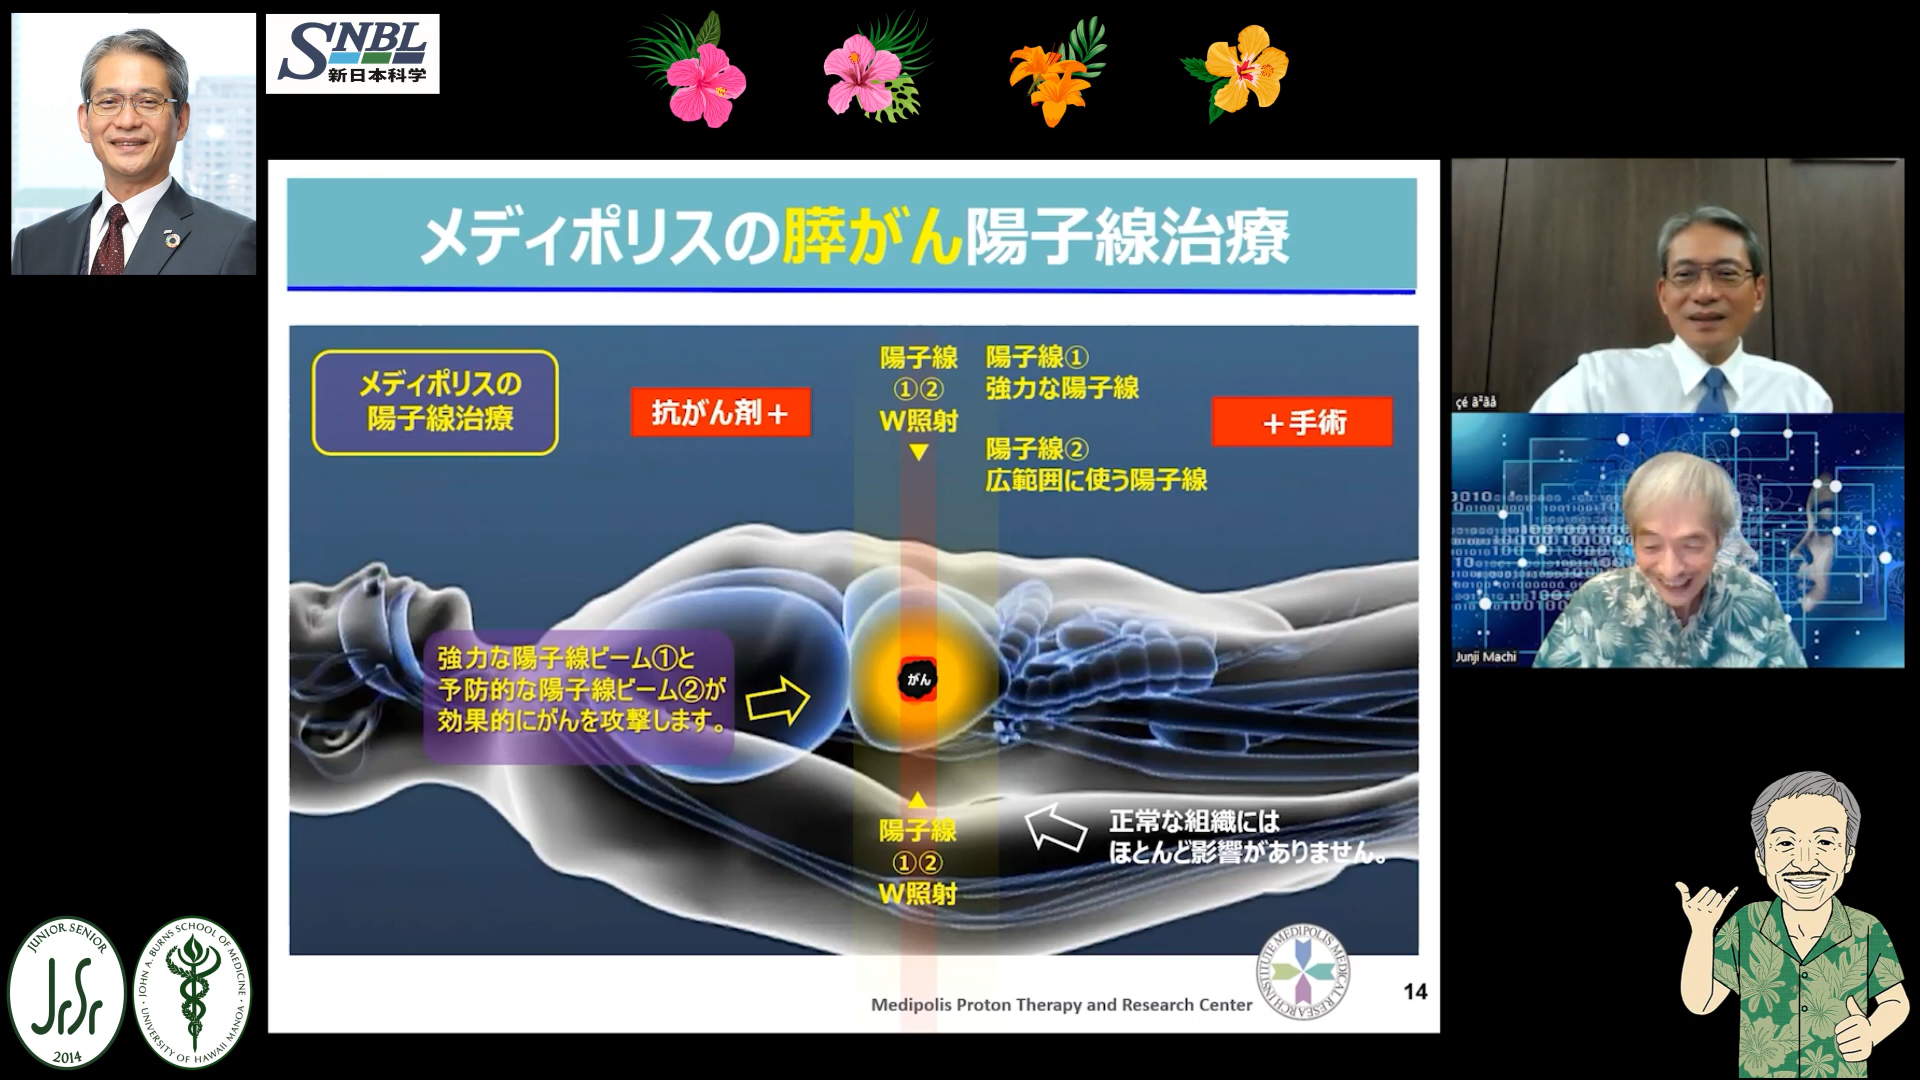 SNBL
新日本科学
メディポリスの膵がん陽子線治療
メディポリスの
陽子線治療
抗がん剤＋
陽子線
①②
W照射
▼
陽子線①
強力な陽子線
陽子線②
広範囲に使う陽子線
＋手術
強力な陽子線ビーム①と
予防的な陽子線ビーム②が
効果的にがんを攻撃します。
がん
▲
陽子線
①②
W照射
正常な組織には
ほとんど影響がありません。
Medipolis Proton Therapy and Research Center
MEDIPOLIS MEDICAL RESEARCH INSTITUTE
14
çé ã²ãå
Junji Machi
JUNIOR SENIOR
JrSr
2014
JOHN A. BURNS SCHOOL OF MEDICINE
UNIVERSITY OF HAWAII MANOA